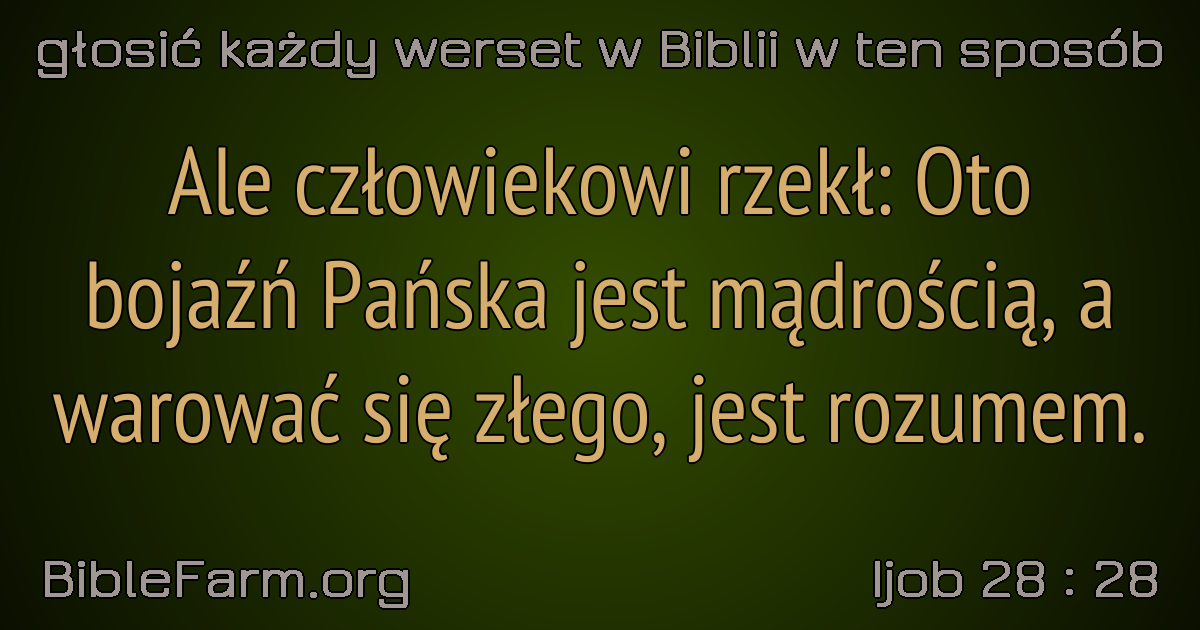 głosić każdy werset w Biblii w ten sposób
Ale człowiekowi rzekł: Oto
bojaźń Pańska jest mądrością, a
warować się złego, jest rozumem.
BibleFarm.org
Ijob 28 : 28